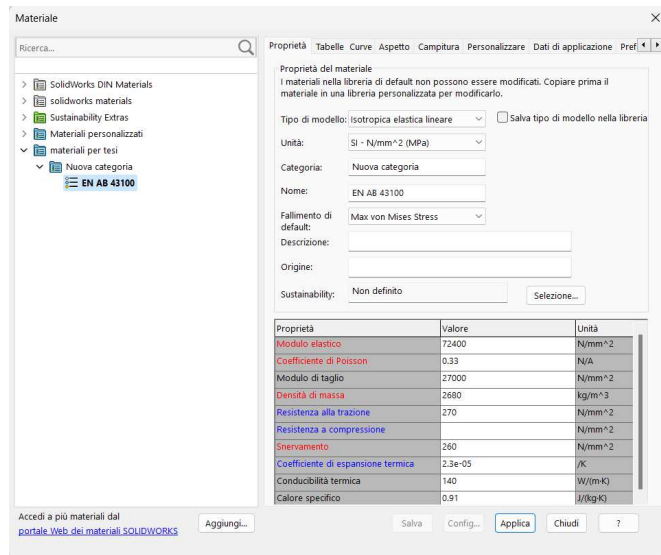 Materiale
Ricerca...
SolidWorks DIN Materials
solidworks materials
Sustainability Extras
Materiali personalizzati
materiali per tesi
Nuova categoria
EN AB 43100
Accedi a più materiali dal
portale Web dei materiali SOLIDWORKS
Aggiungi...
Proprietà Tabelle Curve Aspetto Campitura Personalizzare Dati di applicazione Pref
Proprietà del materiale
I materiali nella libreria di default non possono essere modificati. Copiare prima il
materiale in una libreria personalizzata per modificarlo.
Tipo di modello: Isotropica elastica lineare Salva tipo di modello nella libreria
Unità: SI - N/mm^2 (MPa)
Categoria: Nuova categoria
Nome: EN AB 43100
Fallimento di
default: Max von Mises Stress
Descrizione:
Origine:
Sustainability: Non definito Selezione...
Proprietà Valore Unità
Modulo elastico 72400 N/mm^2
Coefficiente di Poisson 0.33 N/A
Modulo di taglio 27000 N/mm^2
Densità di massa 2680 kg/m^3
Resistenza alla trazione 270 N/mm^2
Resistenza a compressione N/mm^2
Snervamento 260 N/mm^2
Coefficiente di espansione termica 2.3e-05 /K
Conducibilità termica 140 W/(m·K)
Calore specifico 0.91 J/(kg·K)
Salva Config... Applica Chiudi ?